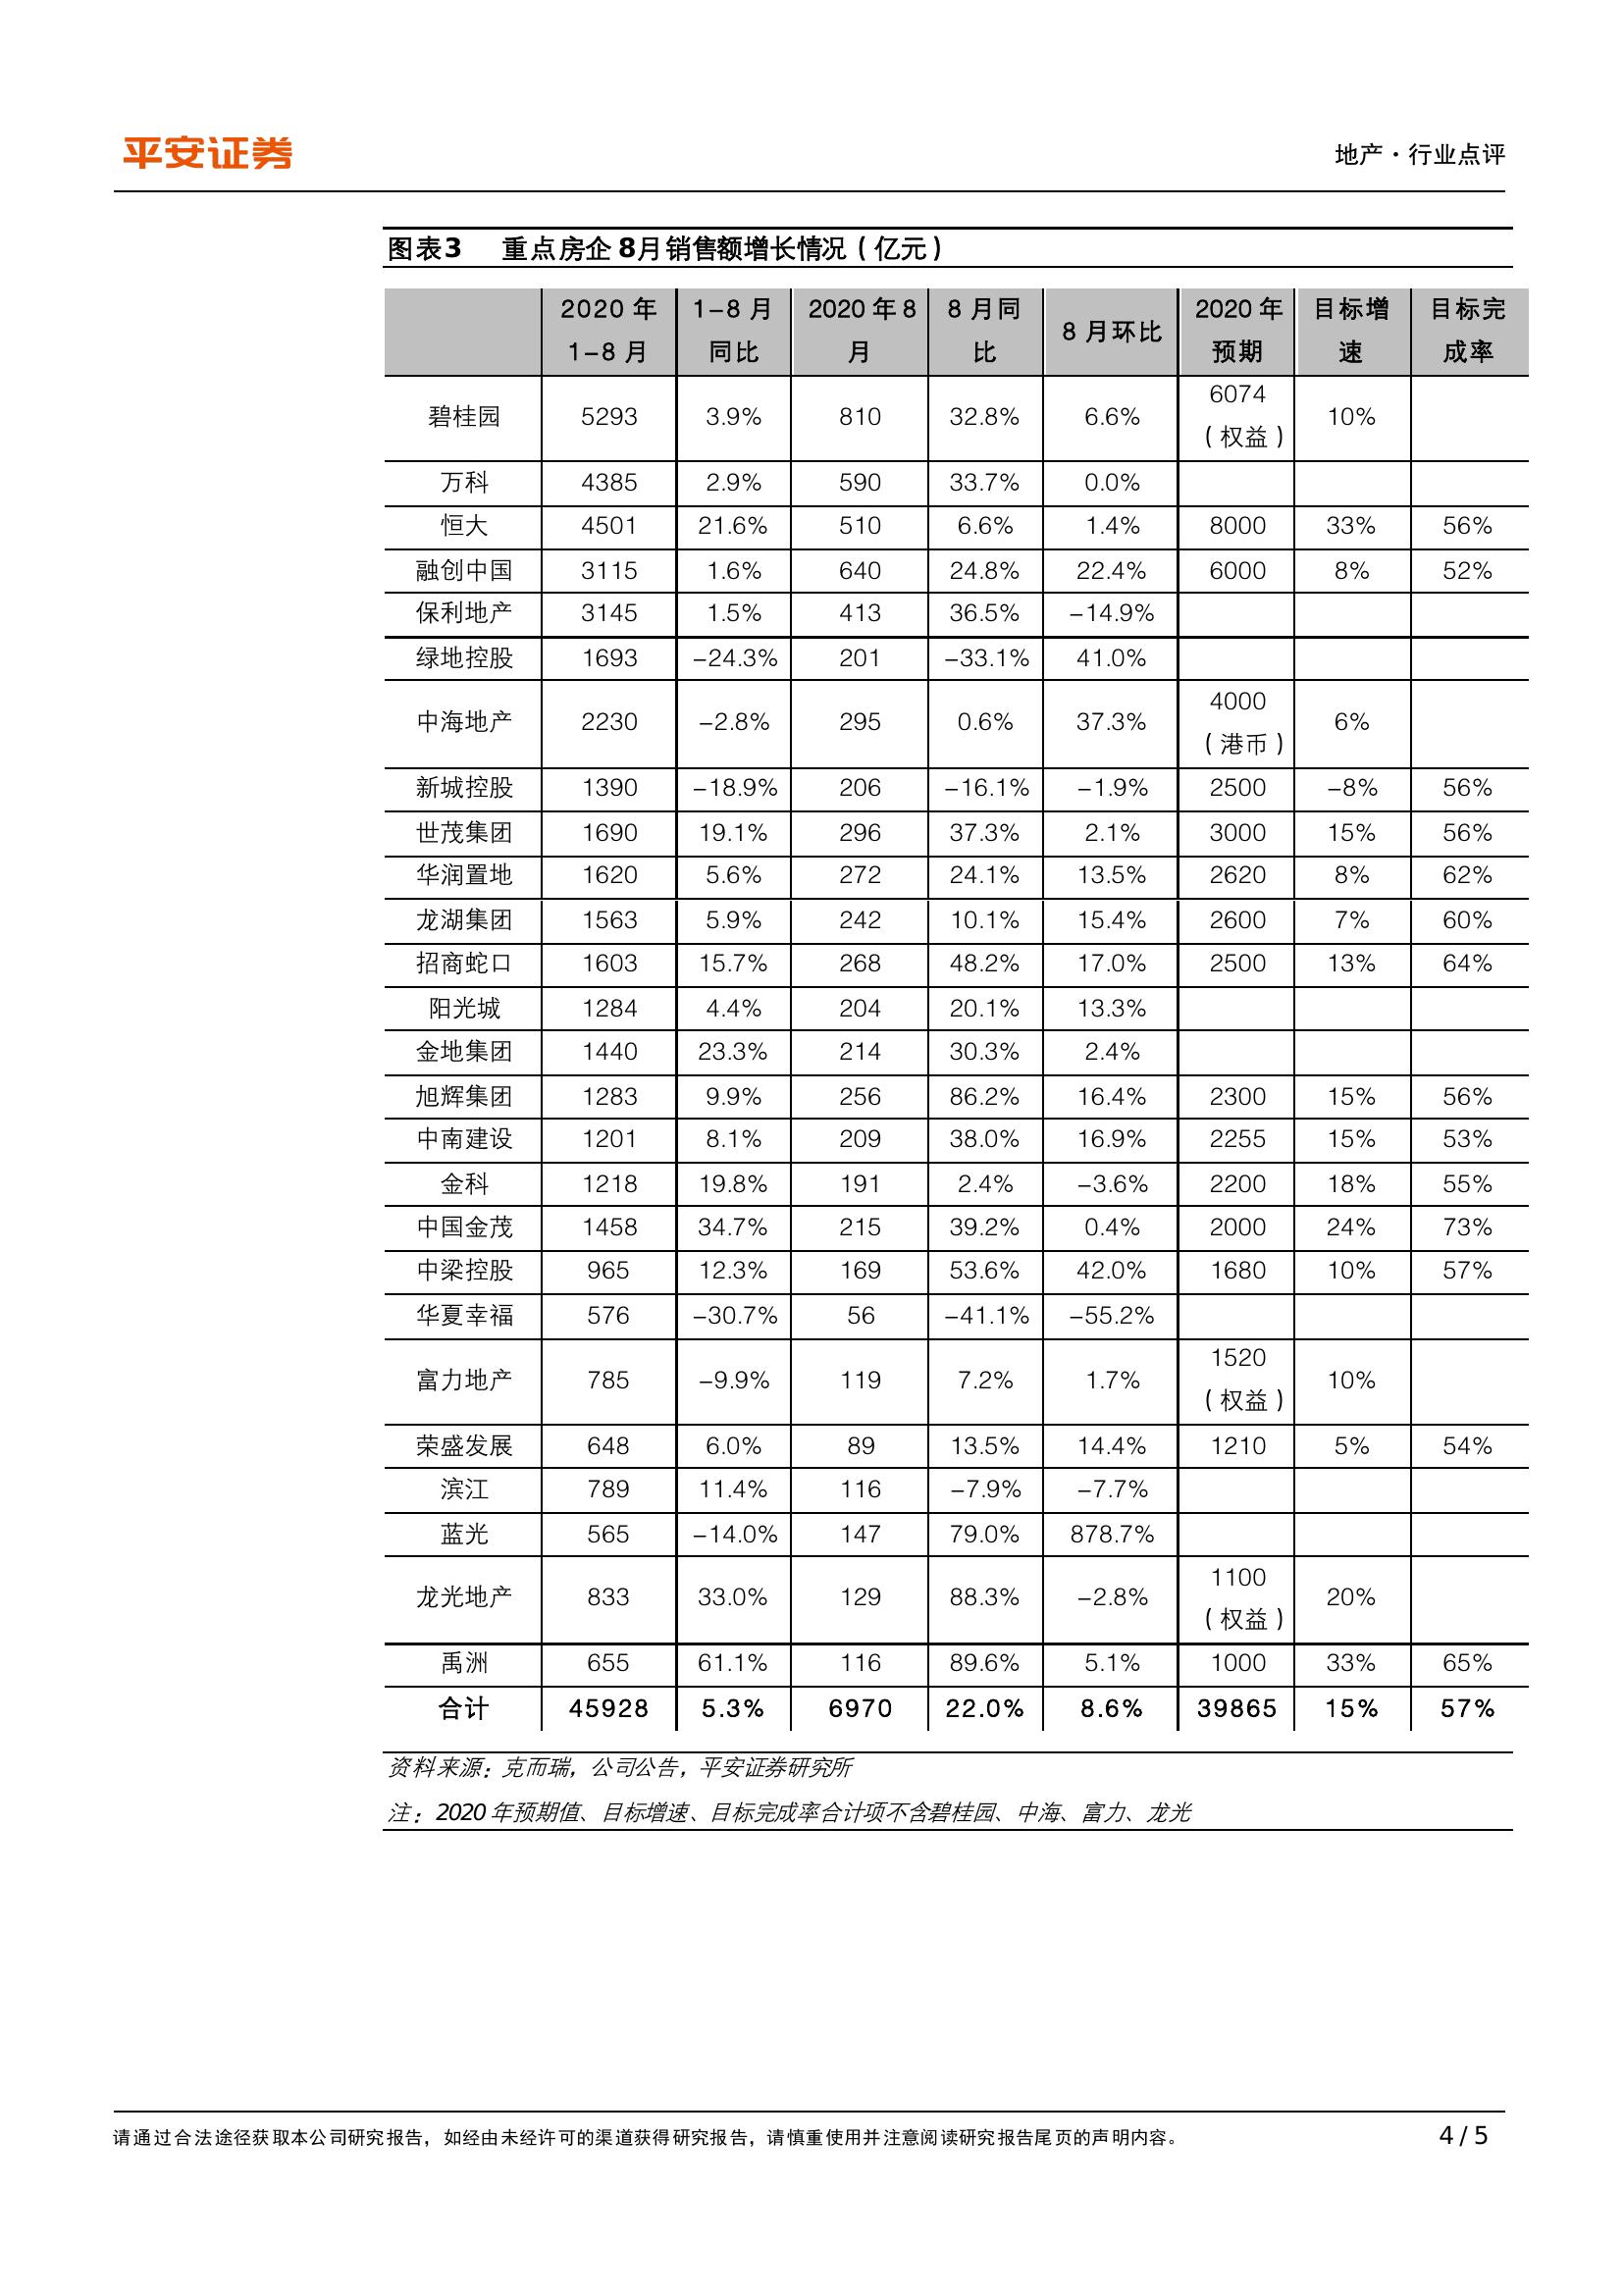 平安证券
地产·行业点评
图表3 重点房企8月销售额增长情况（亿元）
2020年1-8月 1-8月同比 2020年8月 8月同比 8月环比 2020年预期 目标增速 目标完成率
碧桂园 5293 3.9% 810 32.8% 6.6% 6074（权益） 10%
万科 4385 2.9% 590 33.7% 0.0%
恒大 4501 21.6% 510 6.6% 1.4% 8000 33% 56%
融创中国 3115 1.6% 640 24.8% 22.4% 6000 8% 52%
保利地产 3145 1.5% 413 36.5% -14.9%
绿地控股 1693 -24.3% 201 -33.1% 41.0%
中海地产 2230 -2.8% 295 0.6% 37.3% 4000（港币） 6%
新城控股 1390 -18.9% 206 -16.1% -1.9% 2500 -8% 56%
世茂集团 1690 19.1% 296 37.3% 2.1% 3000 15% 56%
华润置地 1620 5.6% 272 24.1% 13.5% 2620 8% 62%
龙湖集团 1563 5.9% 242 10.1% 15.4% 2600 7% 60%
招商蛇口 1603 15.7% 268 48.2% 17.0% 2500 13% 64%
阳光城 1284 4.4% 204 20.1% 13.3%
金地集团 1440 23.3% 214 30.3% 2.4%
旭辉集团 1283 9.9% 256 86.2% 16.4% 2300 15% 56%
中南建设 1201 8.1% 209 38.0% 16.9% 2255 15% 53%
金科 1218 19.8% 191 2.4% -3.6% 2200 18% 55%
中国金茂 1458 34.7% 215 39.2% 0.4% 2000 24% 73%
中梁控股 965 12.3% 169 53.6% 42.0% 1680 10% 57%
华夏幸福 576 -30.7% 56 -41.1% -55.2%
富力地产 785 -9.9% 119 7.2% 1.7% 1520（权益） 10%
荣盛发展 648 6.0% 89 13.5% 14.4% 1210 5% 54%
滨江 789 11.4% 116 -7.9% -7.7%
蓝光 565 -14.0% 147 79.0% 878.7%
龙光地产 833 33.0% 129 88.3% -2.8% 1100（权益） 20%
禹洲 655 61.1% 116 89.6% 5.1% 1000 33% 65%
合计 45928 5.3% 6970 22.0% 8.6% 39865 15% 57%
资料来源：克而瑞，公司公告，平安证券研究所
注：2020年预期值、目标增速、目标完成率合计项不含碧桂园、中海、富力、龙光
请通过合法途径获取本公司研究报告，如经由未经许可的渠道获得研究报告，请慎重使用并注意阅读研究报告尾页的声明内容。
4 / 5